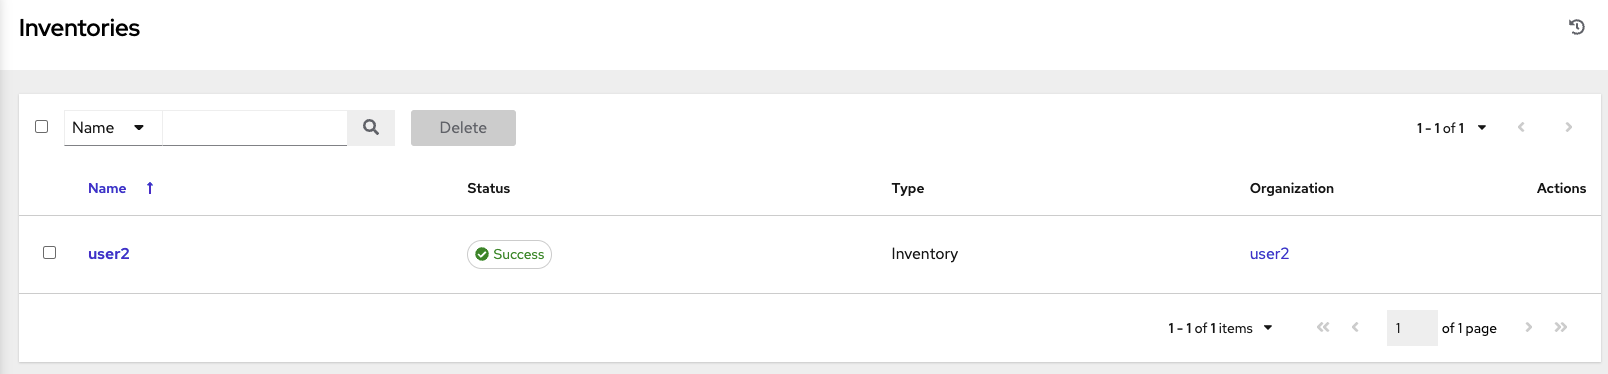 Inventories
Name Delete 1 - 1 of 1
Name Status Type Organization Actions
user2 Success Inventory user2
1 - 1 of 1 items 1 of 1 page